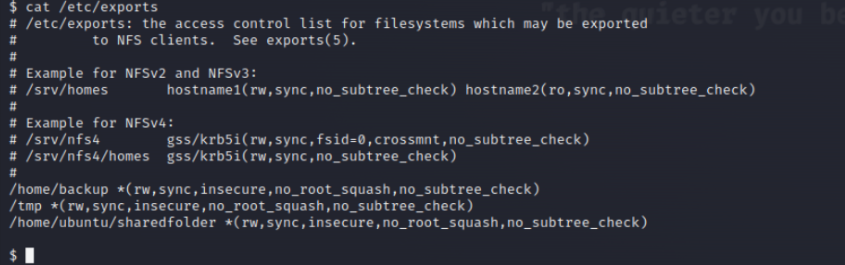 "the quieter you be
$ cat /etc/exports
# /etc/exports: the access control list for filesystems which may be exported
#         to NFS clients.  See exports(5).
#
# Example for NFSv2 and NFSv3:
# /srv/homes       hostname1(rw,sync,no_subtree_check) hostname2(ro,sync,no_subtree_check)
#
# Example for NFSv4:
# /srv/nfs4        gss/krb5i(rw,sync,fsid=0,crossmnt,no_subtree_check)
# /srv/nfs4/homes  gss/krb5i(rw,sync,no_subtree_check)
#
/home/backup *(rw,sync,insecure,no_root_squash,no_subtree_check)
/tmp *(rw,sync,insecure,no_root_squash,no_subtree_check)
/home/ubuntu/sharedfolder *(rw,sync,insecure,no_root_squash,no_subtree_check)
$